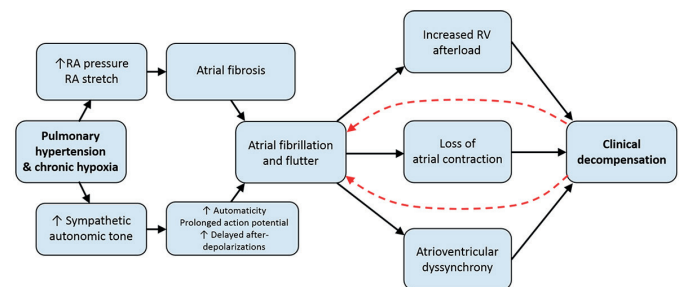 Pulmonary
hypertension
& chronic hypoxia
↑RA pressure
RA stretch
Atrial fibrosis
↑ Sympathetic
autonomic tone
↑ Automaticity
Prolonged action potential
↑ Delayed after-
depolarizations
Atrial fibrillation
and flutter
Increased RV
afterload
Loss of
atrial contraction
Atrioventricular
dyssynchrony
Clinical
decompensation